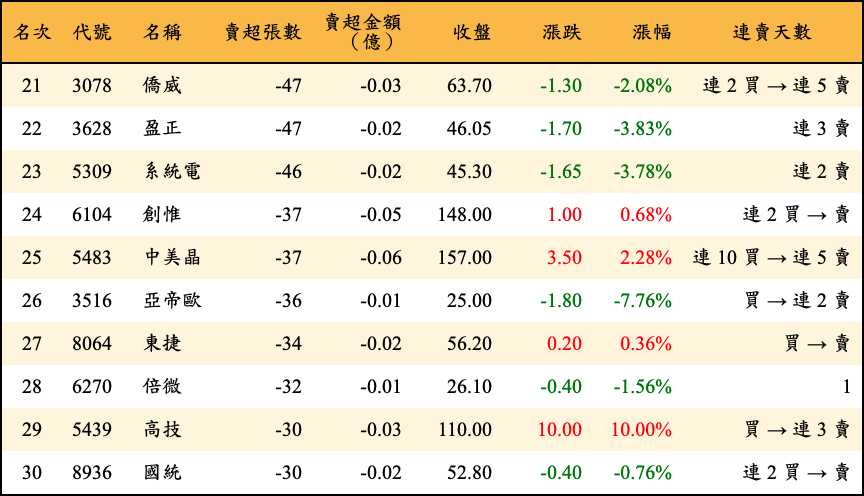 名次 代號 名稱 賣超張數 賣超金額（億） 收盤 漲跌 漲幅 連賣天數
21 3078 僑威 -47 -0.03 63.70 -1.30 -2.08% 連 2 買 → 連 5 賣
22 3628 盈正 -47 -0.02 46.05 -1.70 -3.83% 連 3 賣
23 5309 系統電 -46 -0.02 45.30 -1.65 -3.78% 連 2 賣
24 6104 創惟 -37 -0.05 148.00 1.00 0.68% 連 2 買 → 賣
25 5483 中美晶 -37 -0.06 157.00 3.50 2.28% 連 10 買 → 連 5 賣
26 3516 亞帝歐 -36 -0.01 25.00 -1.80 -7.76% 買 → 連 2 賣
27 8064 東捷 -34 -0.02 56.20 0.20 0.36% 買 → 賣
28 6270 倍微 -32 -0.01 26.10 -0.40 -1.56% 1
29 5439 高技 -30 -0.03 110.00 10.00 10.00% 買 → 連 3 賣
30 8936 國統 -30 -0.02 52.80 -0.40 -0.76% 連 2 買 → 賣